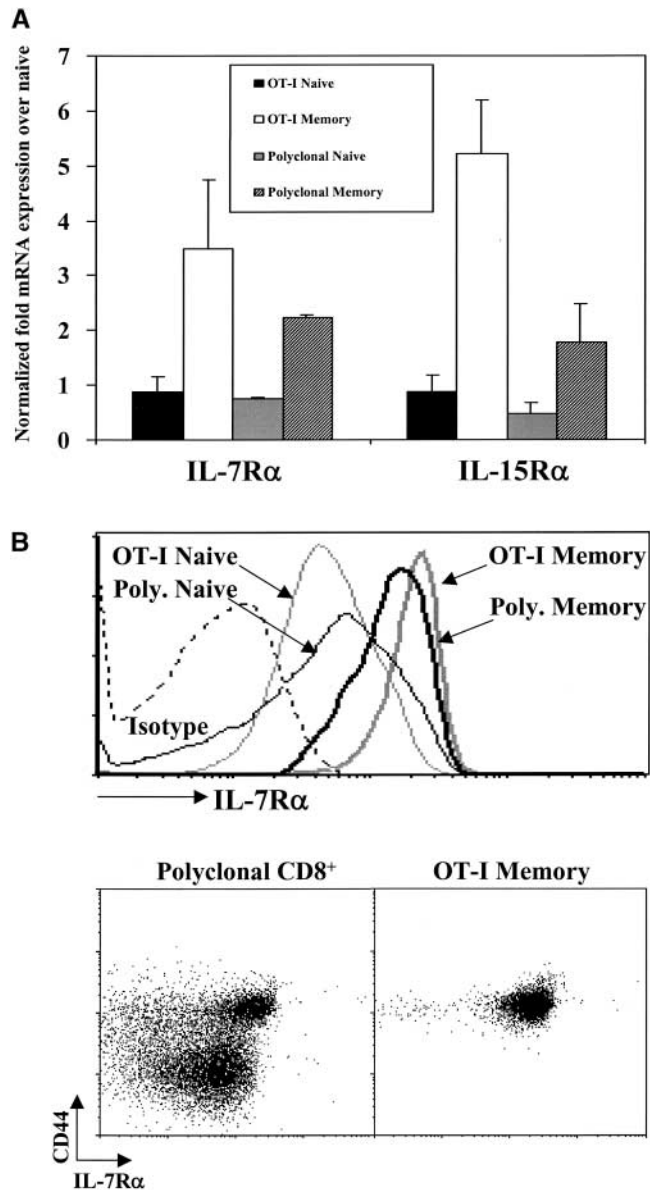 A
Normalized fold mRNA expression over naive
7
6
5
4
3
2
1
0
OT-I Naive
OT-I Memory
Polyclonal Naive
Polyclonal Memory
IL-7Rα
IL-15Rα
B
OT-I Naive
Poly. Naive
OT-I Memory
Poly. Memory
Isotype
IL-7Rα
Polyclonal CD8⁺
OT-I Memory
CD44
IL-7Rα